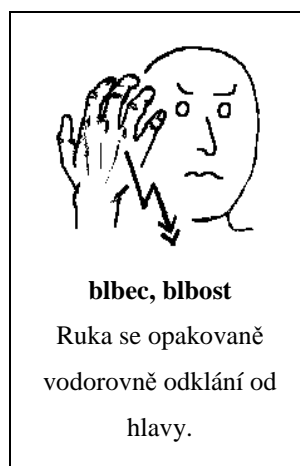 blbec, blbost
Ruka se opakovaně
vodorovně odklání od
hlavy.